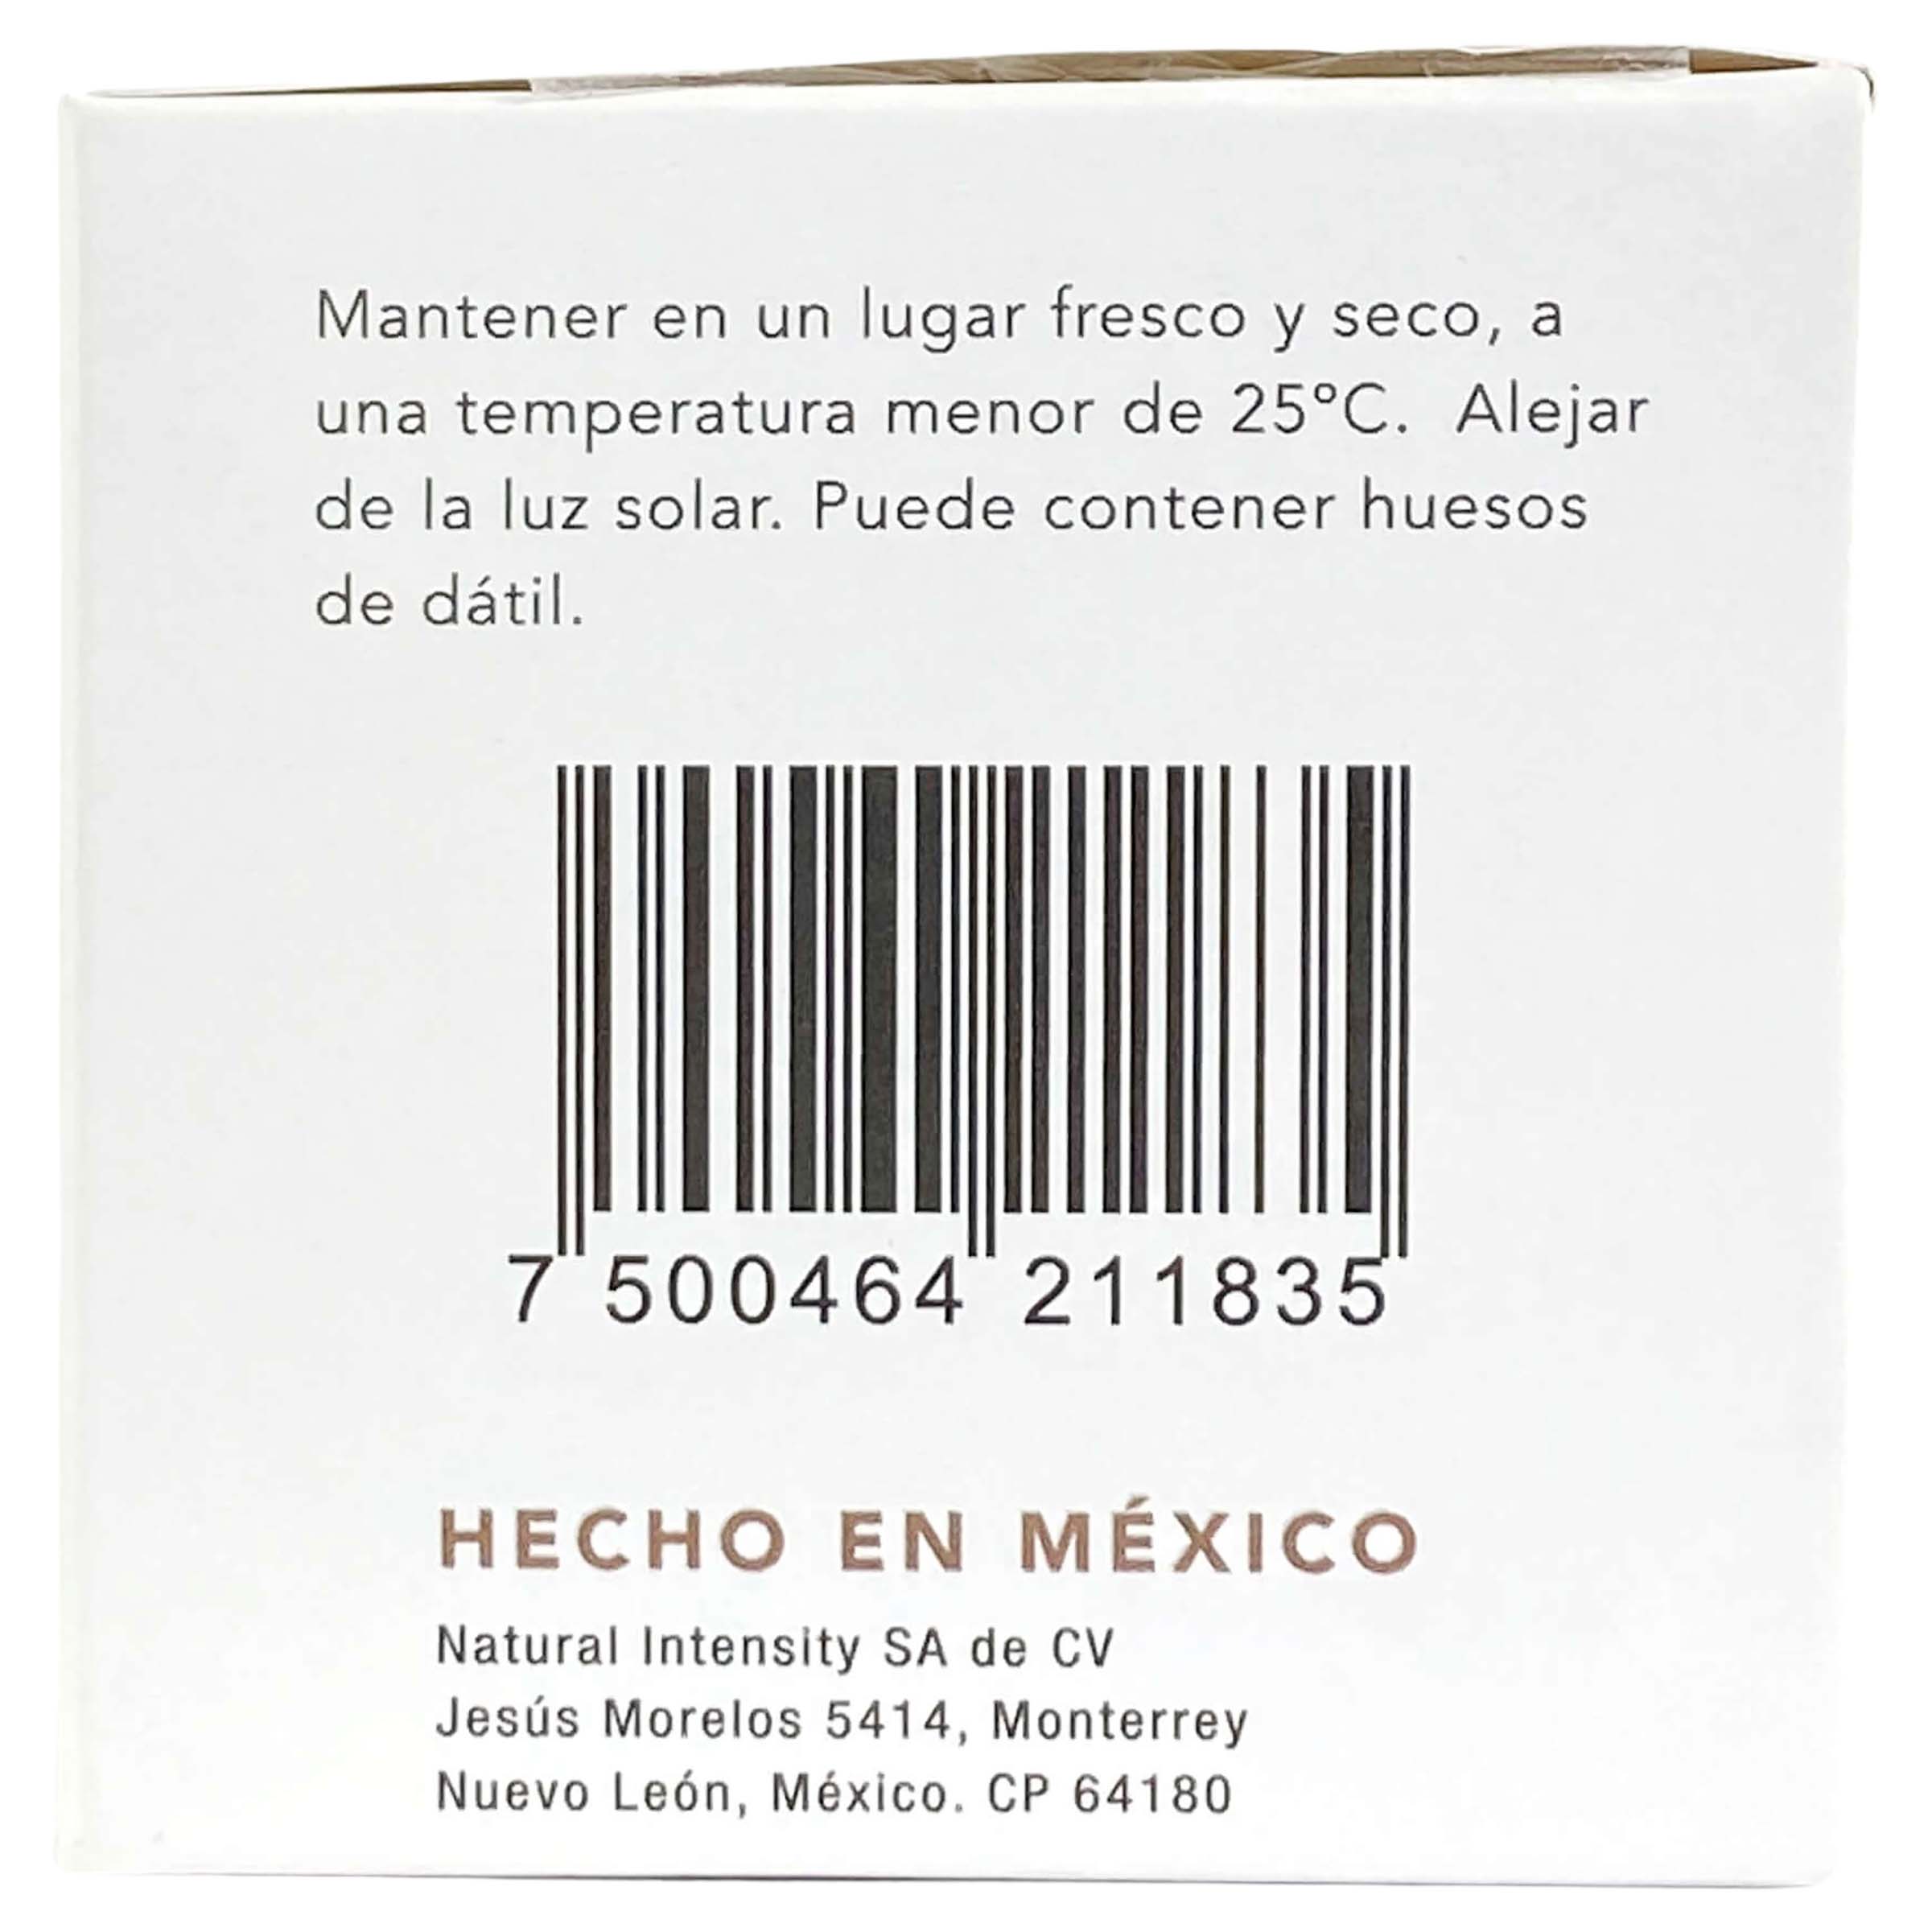 Mantener en un lugar fresco y seco, a
una temperatura menor de 25°C. Alejar
de la luz solar. Puede contener huesos
de dátil.
7 500464 211835
HECHO EN MÉXICO
Natural Intensity SA de CV
Jesús Morelos 5414, Monterrey
Nuevo León, México. CP 64180